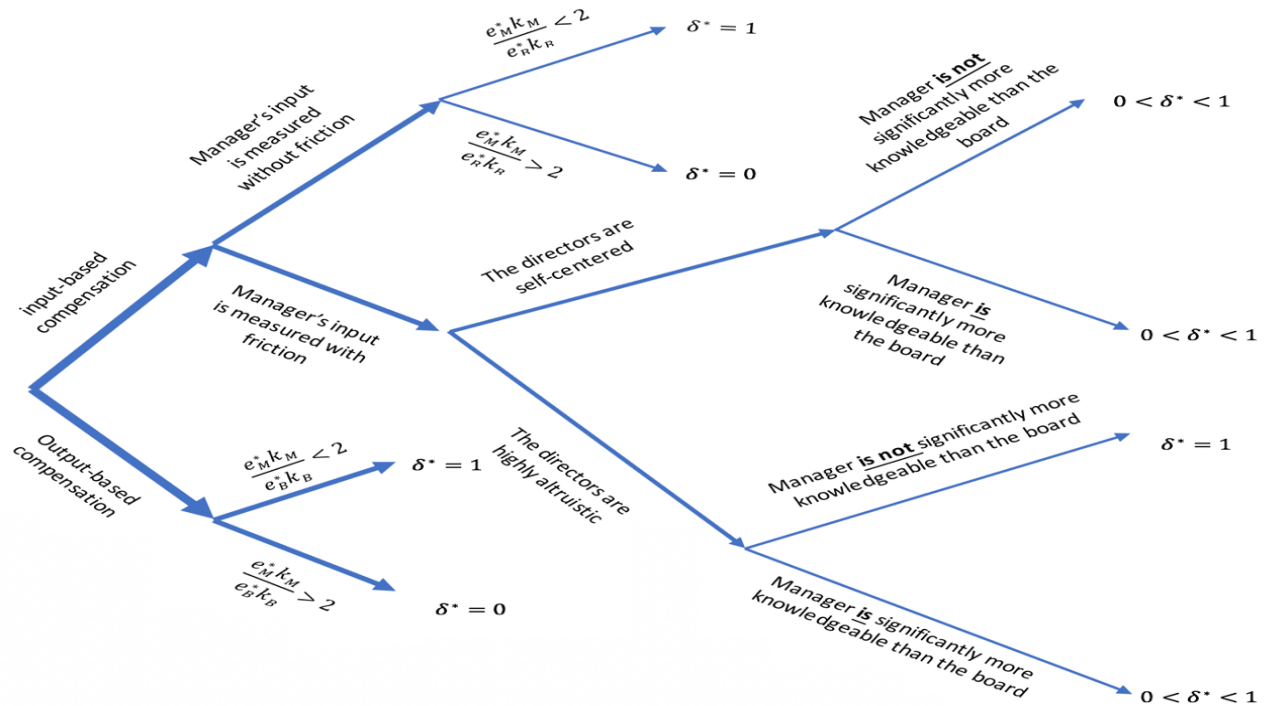 input-based
compensation
Output-based
compensation
Manager's input
is measured
without friction
Manager's input
is measured with
friction
e*_M k_M / e*_R k_R < 2
δ* = 1
e*_M k_M / e*_R k_R > 2
δ* = 0
The directors are
self-centered
The directors are
highly altruistic
Manager is not
significantly more
knowledgeable than the
board
0 < δ* < 1
Manager is
significantly more
knowledgeable than
the board
0 < δ* < 1
Manager is not significantly more
knowledgeable than the board
δ* = 1
Manager is significantly more
knowledgeable than the board
0 < δ* < 1
e*_M k_M / e*_B k_B < 2
δ* = 1
e*_M k_M / e*_B k_B > 2
δ* = 0